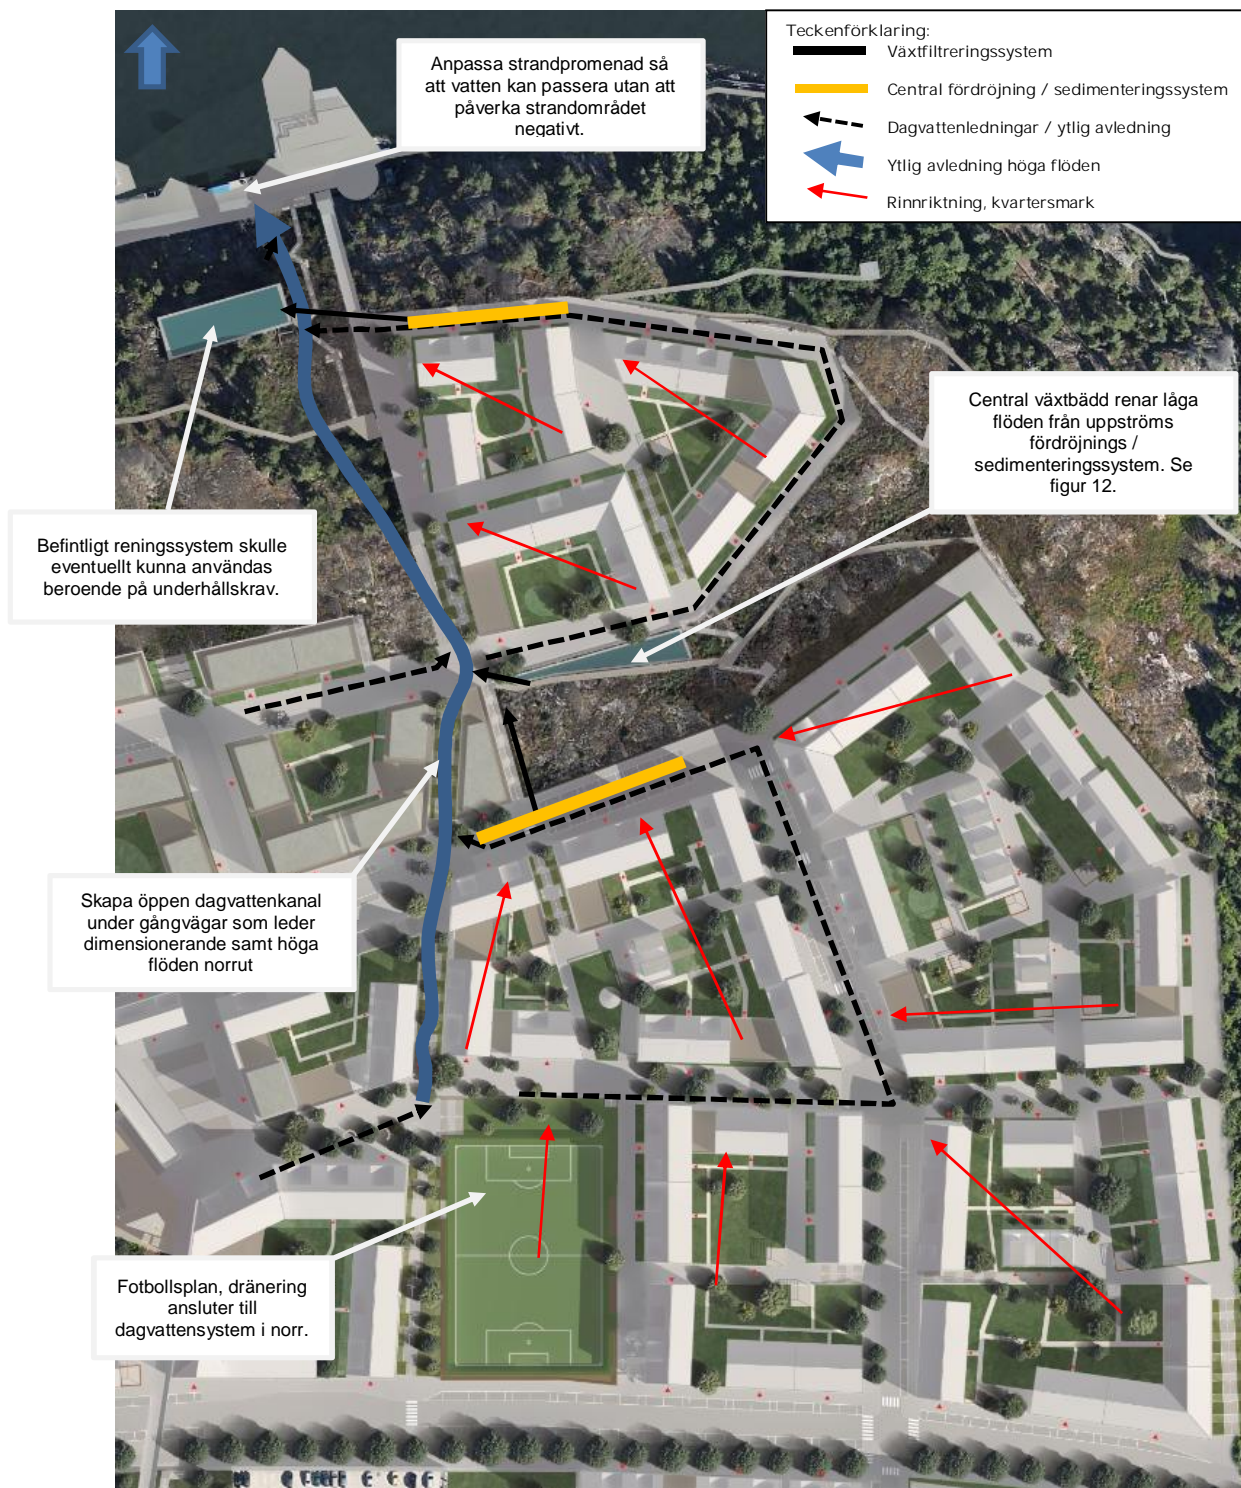 Teckenförklaring:
Växtfiltreringssystem
Central fördröjning / sedimenteringssystem
Dagvattenledningar / ytlig avledning
Ytlig avledning höga flöden
Rinnriktning, kvartersmark
Anpassa strandpromenad så
att vatten kan passera utan att
påverka strandområdet
negativt.
Central växtbädd renar låga
flöden från uppströms
fördröjnings /
sedimenteringssystem. Se
figur 12.
Befintligt reningssystem skulle
eventuellt kunna användas
beroende på underhållskrav.
Skapa öppen dagvattenkanal
under gångvägar som leder
dimensionerande samt höga
flöden norrut
Fotbollsplan, dränering
ansluter till
dagvattensystem i norr.